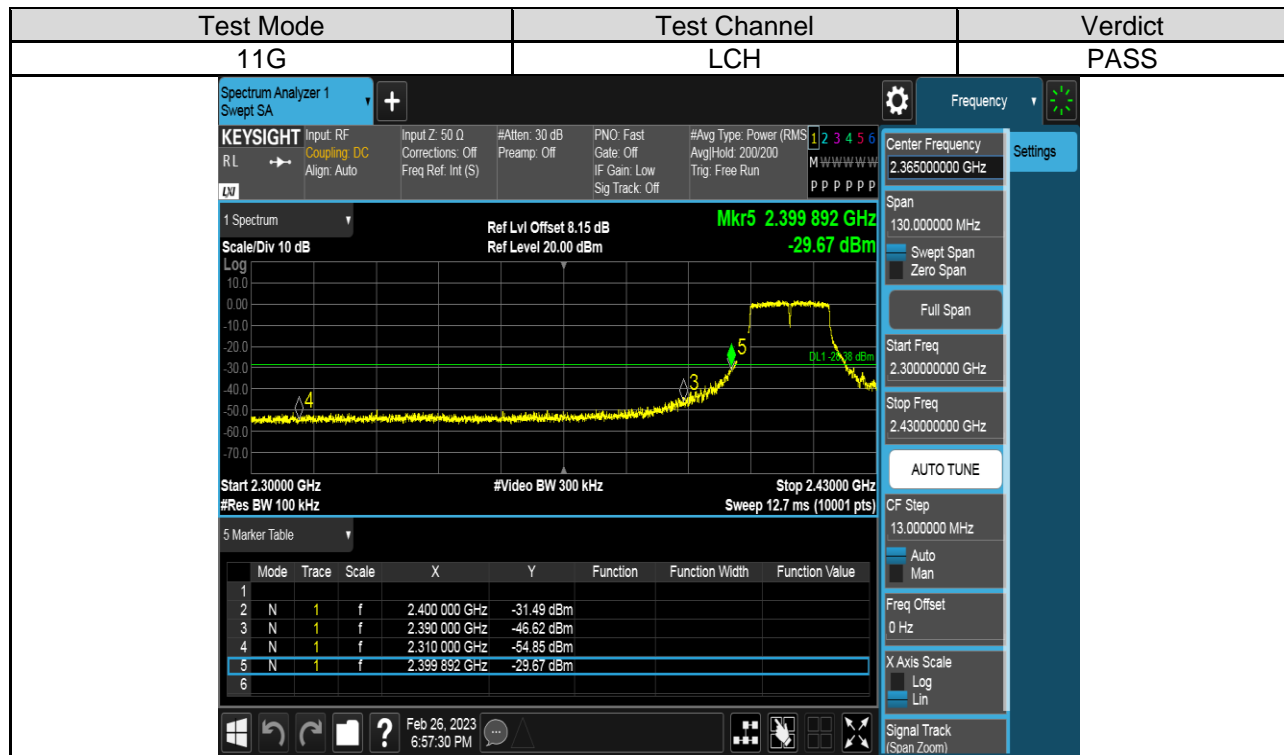 Test Mode Test Channel Verdict
11G LCH PASS
Spectrum Analyzer 1
Swept SA
Frequency
KEYSIGHT Input: RF Input Z: 50 Ω #Atten: 30 dB PNO: Fast #Avg Type: Power (RMS 1 2 3 4 5 6
RL Coupling: DC Corrections: Off Preamp: Off Gate: Off Avg|Hold: 200/200 M W W W W W
Align: Auto Freq Ref: Int (S) IF Gain: Low Trig: Free Run
LXI Sig Track: Off P P P P P P
1 Spectrum Ref Lvl Offset 8.15 dB Mkr5 2.399 892 GHz
Scale/Div 10 dB Ref Level 20.00 dBm -29.67 dBm
Log
10.0
0.00
-10.0
-20.0
-30.0
-40.0
-50.0
-60.0
-70.0
5
DL1 -28.38 dBm
3
4
Start 2.30000 GHz #Video BW 300 kHz Stop 2.43000 GHz
#Res BW 100 kHz Sweep 12.7 ms (10001 pts)
5 Marker Table
Mode Trace Scale X Y Function Function Width Function Value
1
2 N 1 f 2.400 000 GHz -31.49 dBm
3 N 1 f 2.390 000 GHz -46.62 dBm
4 N 1 f 2.310 000 GHz -54.85 dBm
5 N 1 f 2.399 892 GHz -29.67 dBm
6
Feb 26, 2023
6:57:30 PM
Center Frequency
2.365000000 GHz
Settings
Span
130.000000 MHz
Swept Span
Zero Span
Full Span
Start Freq
2.300000000 GHz
Stop Freq
2.430000000 GHz
AUTO TUNE
CF Step
13.000000 MHz
Auto
Man
Freq Offset
0 Hz
X Axis Scale
Log
Lin
Signal Track
(Span Zoom)